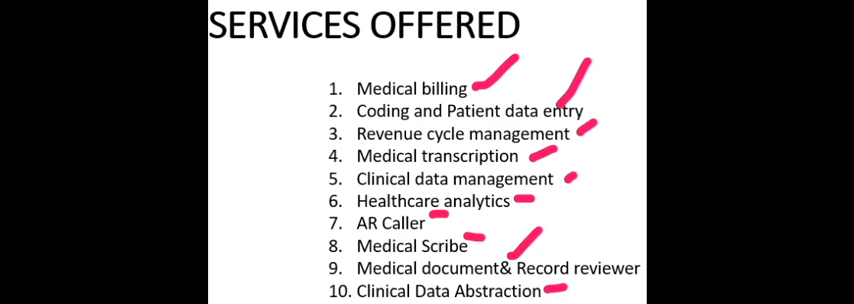 SERVICES OFFERED
1. Medical billing
2. Coding and Patient data entry
3. Revenue cycle management
4. Medical transcription
5. Clinical data management
6. Healthcare analytics
7. AR Caller
8. Medical Scribe
9. Medical document& Record reviewer
10. Clinical Data Abstraction